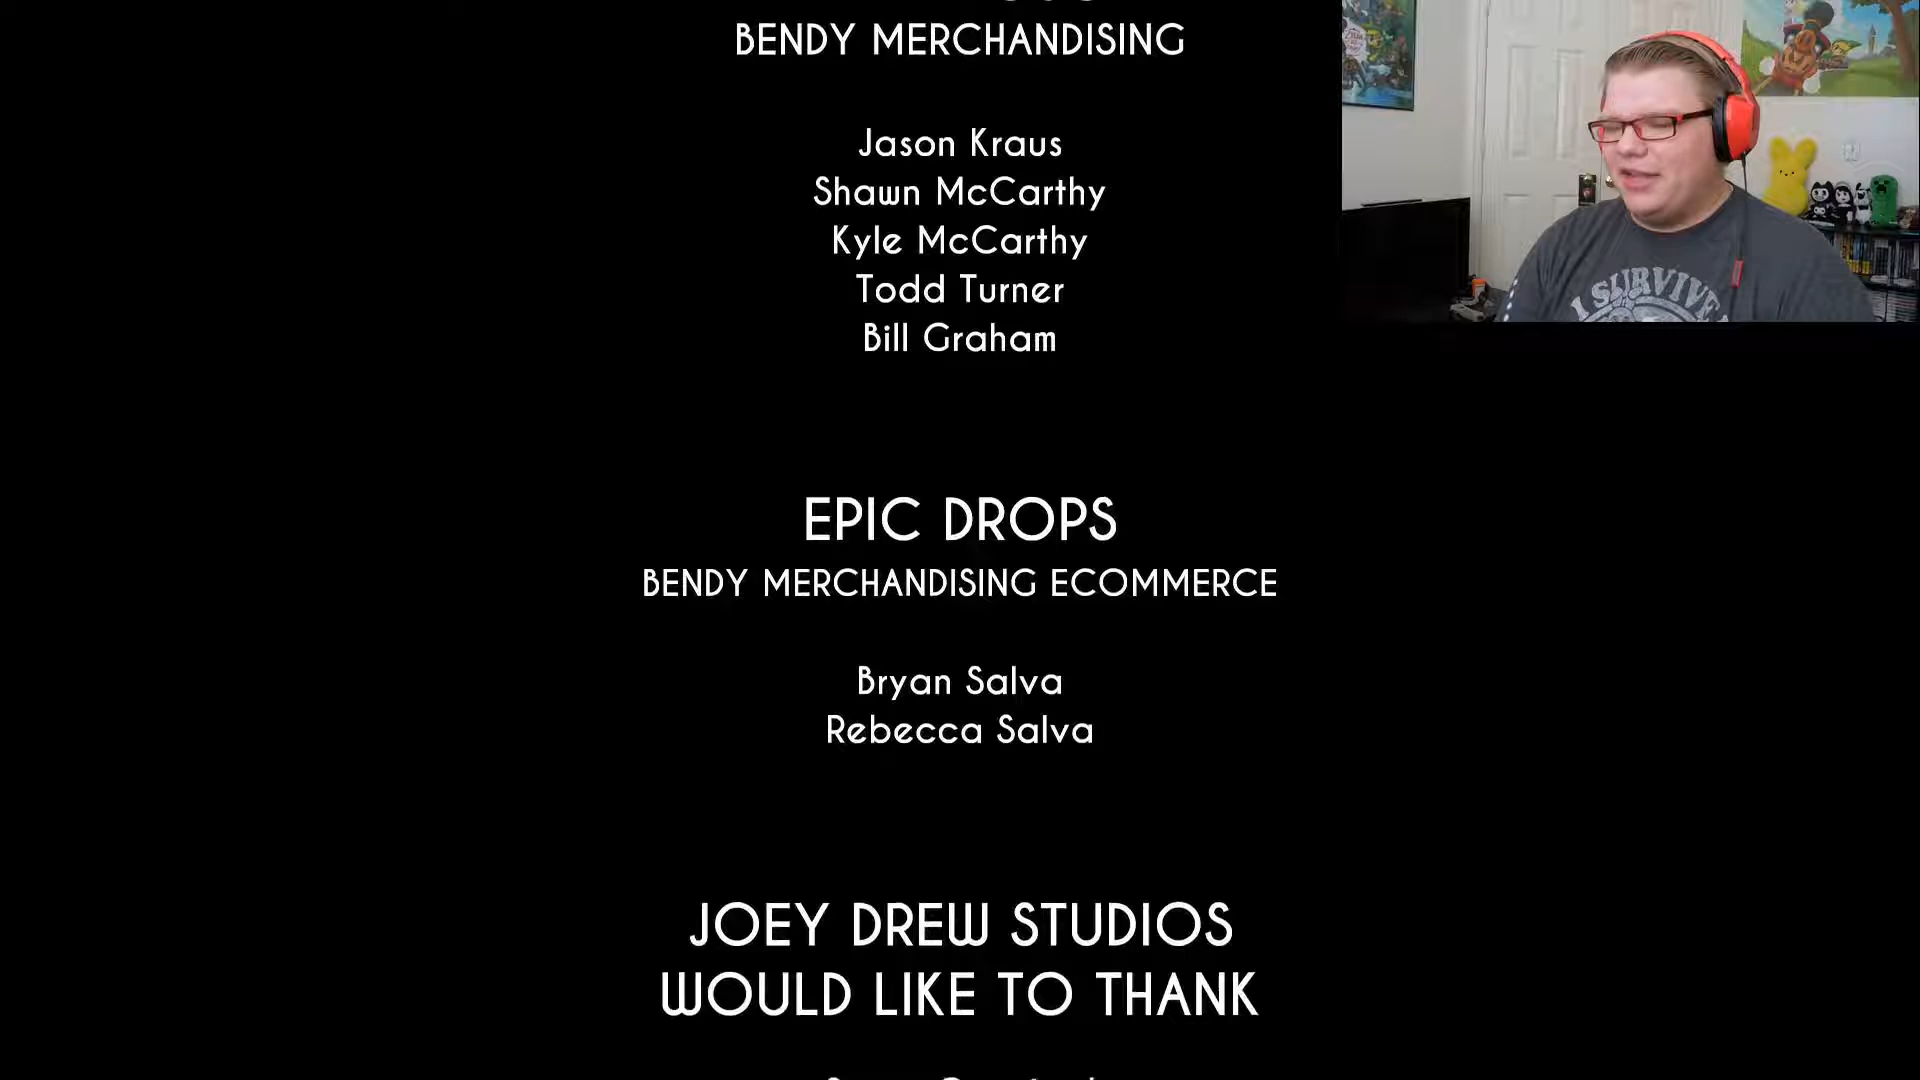 BENDY MERCHANDISING
Jason Kraus
Shawn McCarthy
Kyle McCarthy
Todd Turner
Bill Graham
EPIC DROPS
BENDY MERCHANDISING ECOMMERCE
Bryan Salva
Rebecca Salva
JOEY DREW STUDIOS
WOULD LIKE TO THANK
I SURVIVE